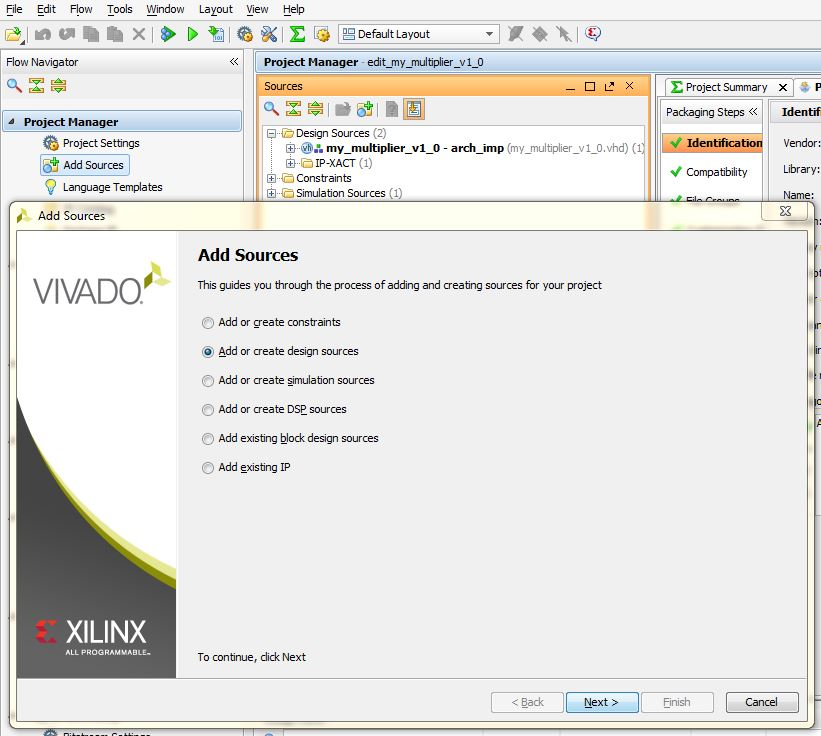 File Edit Flow Tools Window Layout View Help
Default Layout
Flow Navigator
Project Manager - edit_my_multiplier_v1_0
Sources
Project Summary
Packaging Steps
Project Manager
Project Settings
Add Sources
Language Templates
Design Sources (2)
my_multiplier_v1_0 - arch_imp (my_multiplier_v1_0.vhd) (1)
IP-XACT (1)
Constraints
Simulation Sources (1)
Identification
Compatibility
File Groups
Vendor:
Library:
Name:
Add Sources
VIVADO.
Add Sources
This guides you through the process of adding and creating sources for your project
Add or create constraints
Add or create design sources
Add or create simulation sources
Add or create DSP sources
Add existing block design sources
Add existing IP
XILINX
ALL PROGRAMMABLE™
To continue, click Next
< Back Next > Finish Cancel
Bitstream Settings